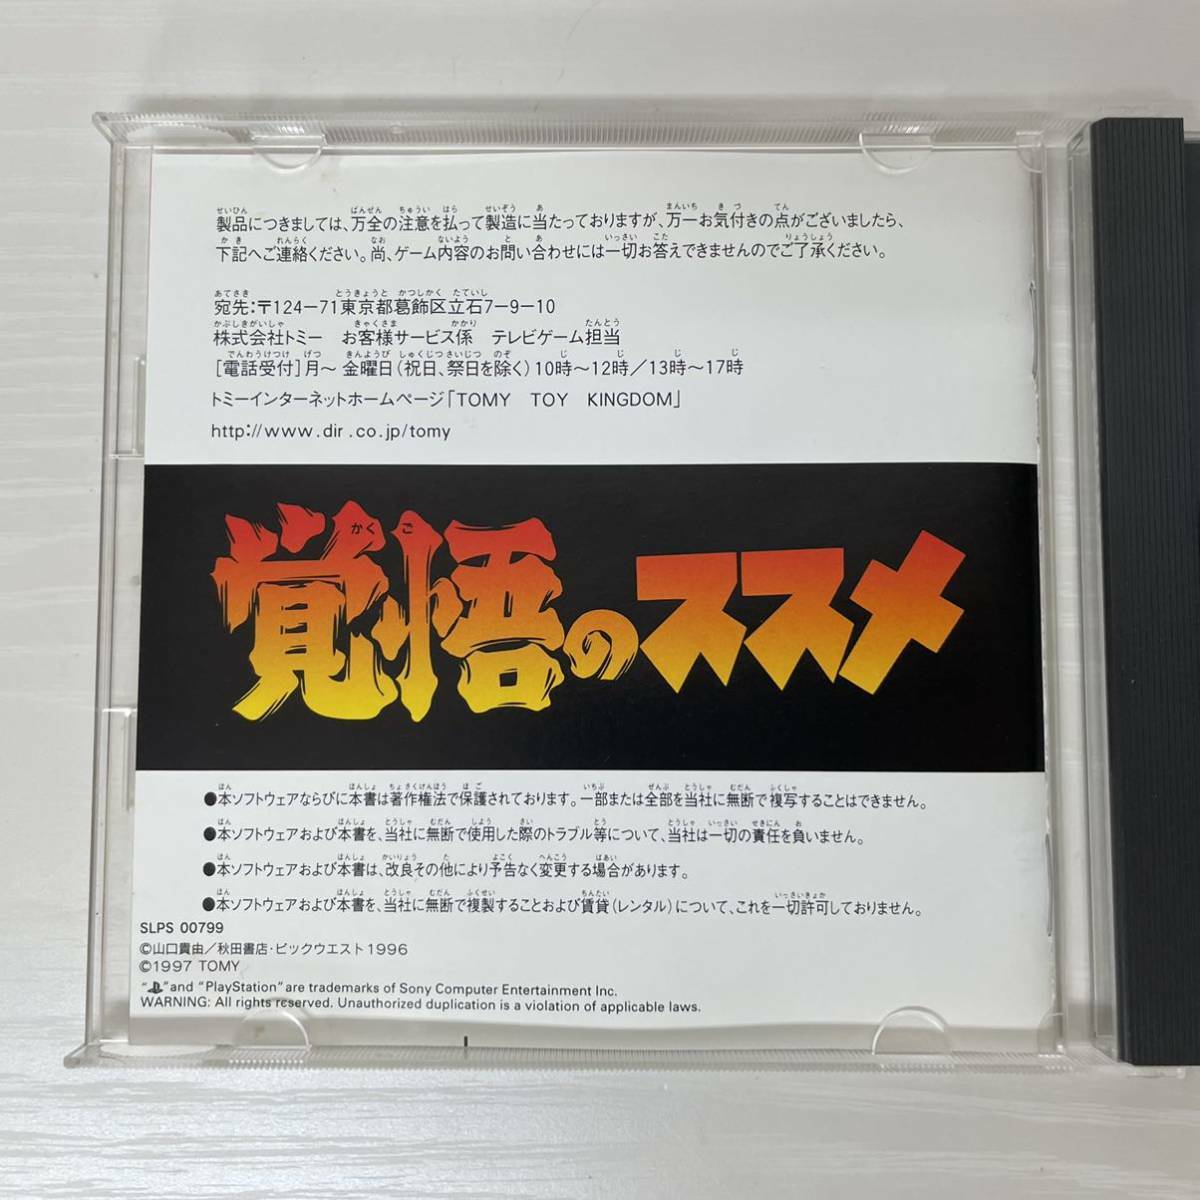 製品につきましては、万全の注意を払って製造に当たっておりますが、万一お気付きの点がございましたら、
下記へご連絡ください。尚、ゲーム内容のお問い合わせには一切お答えできませんのでご了承ください。
宛先:〒124-71東京都葛飾区立石7-9-10
株式会社トミー　お客様サービス係　テレビゲーム担当
[電話受付]月～金曜日(祝日、祭日を除く)10時～12時/13時～17時
トミーインターネットホームページ「TOMY TOY KINGDOM」
http://www.dir.co.jp/tomy
かくご
覚悟のススメ
●本ソフトウェアならびに本書は著作権法で保護されております。一部または全部を当社に無断で複写することはできません。
●本ソフトウェアおよび本書を、当社に無断で使用した際のトラブル等について、当社は一切の責任を負いません。
●本ソフトウェアおよび本書は、改良その他により予告なく変更する場合があります。
●本ソフトウェアおよび本書を、当社に無断で複製することおよび賃貸(レンタル)について、これを一切許可しておりません。
SLPS 00799
©山口貴由/秋田書店・ビックウエスト1996
©1997 TOMY
" " and "PlayStation" are trademarks of Sony Computer Entertainment Inc.
WARNING: All rights reserved. Unauthorized duplication is a violation of applicable laws.